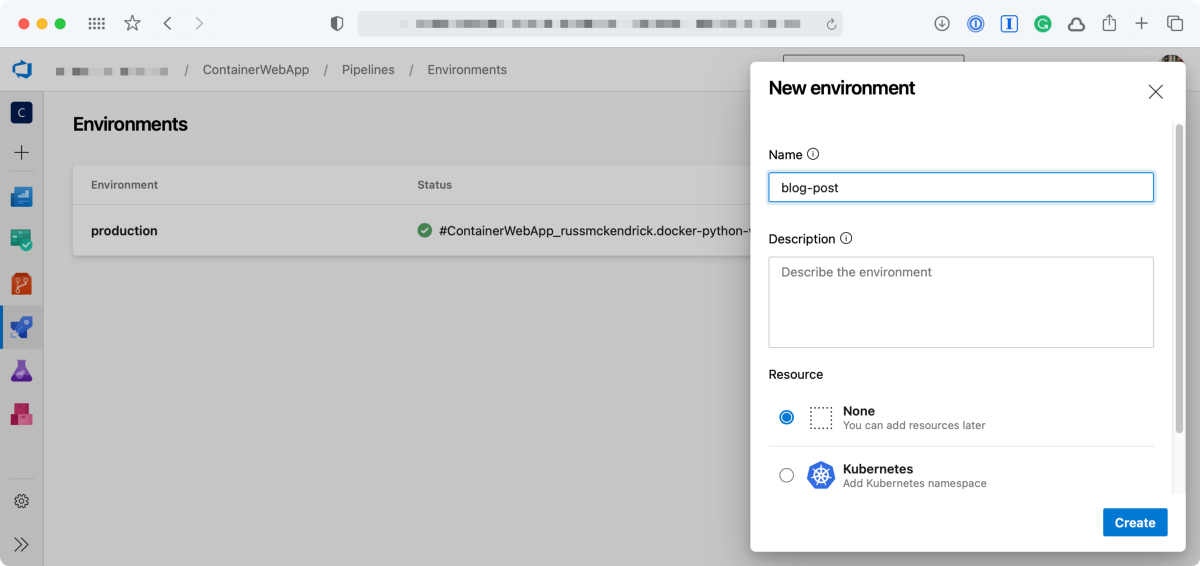 / ContainerWebApp / Pipelines / Environments
C
Environments
Environment Status
production #ContainerWebApp_russmckendrick.docker-python-
New environment
Name
blog-post
Description
Describe the environment
Resource
None
You can add resources later
Kubernetes
Add Kubernetes namespace
Create